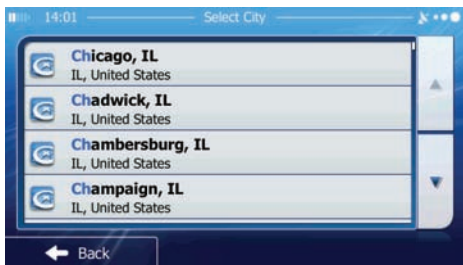 14:01
Select City
Chicago, IL
IL, United States
Chadwick, IL
IL, United States
Chambersburg, IL
IL, United States
Champaign, IL
IL, United States
Back